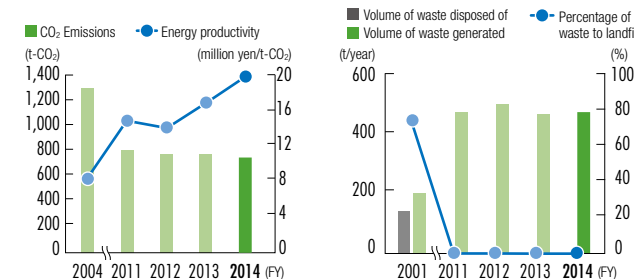 CO₂ Emissions Energy productivity
(t-CO₂) (million yen/t-CO₂)
1,400
1,200
1,000
800
600
400
200
0
20
16
12
8
4
0
2004 2011 2012 2013 2014 (FY)
Volume of waste disposed of
Volume of waste generated
Percentage of
waste to landfi
(t/year) (%)
600
400
200
0
100
80
60
40
20
0
2001 2011 2012 2013 2014 (FY)